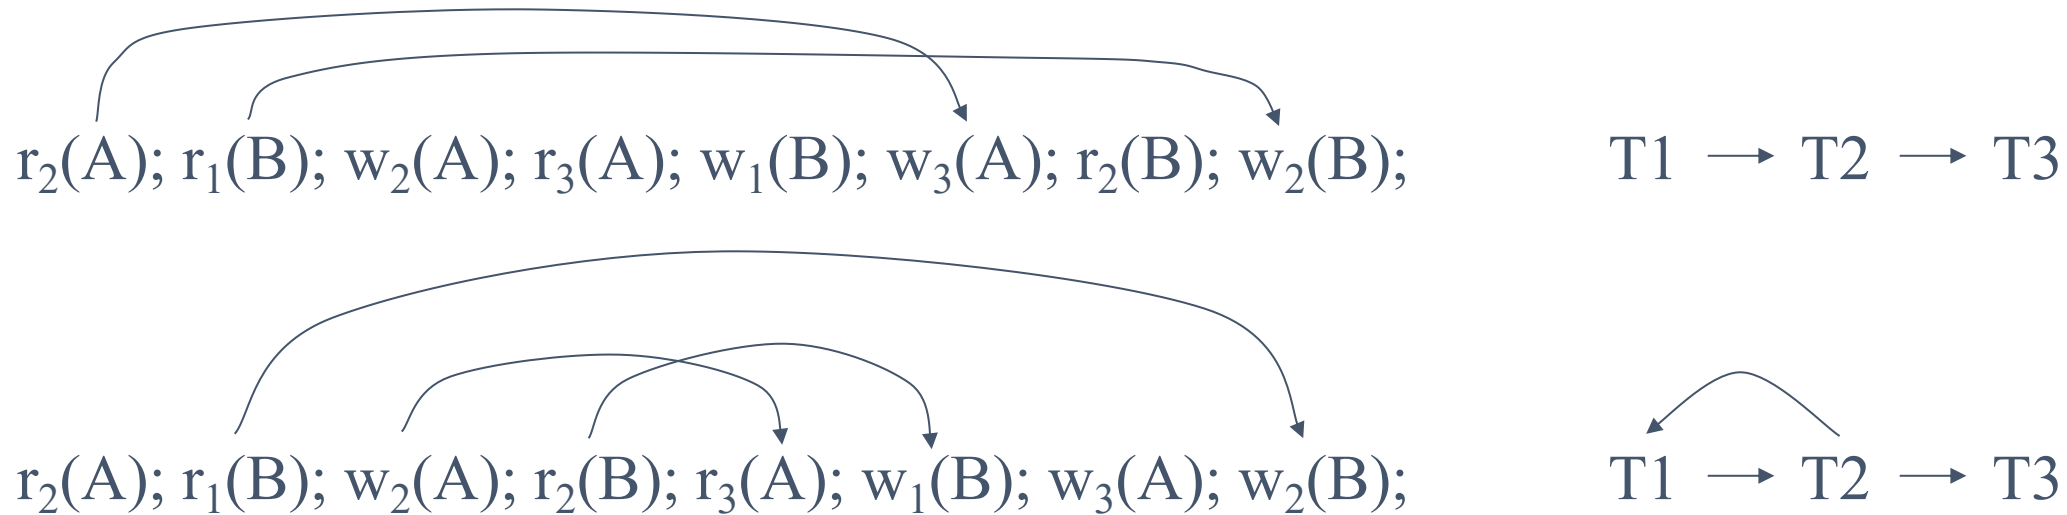 r₂(A); r₁(B); w₂(A); r₃(A); w₁(B); w₃(A); r₂(B); w₂(B); T1 T2 T3
r₂(A); r₁(B); w₂(A); r₂(B); r₃(A); w₁(B); w₃(A); w₂(B); T1 T2 T3